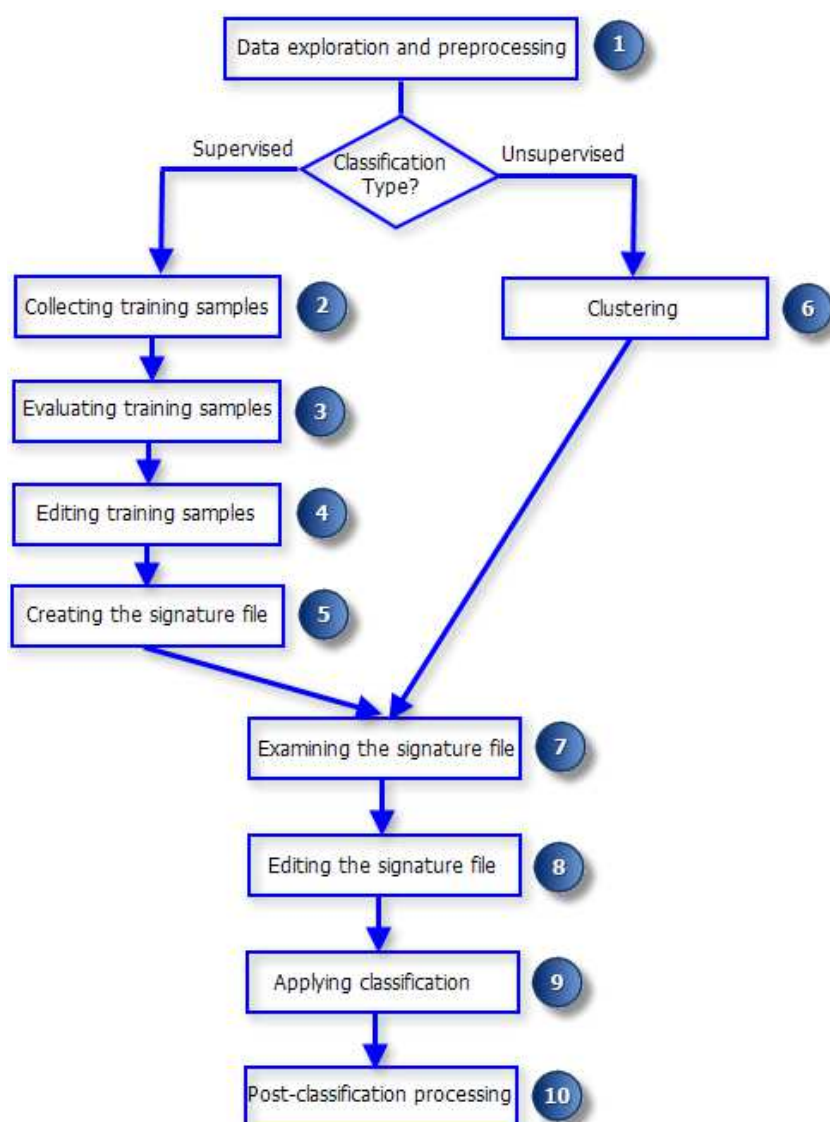 Data exploration and preprocessing
1
Supervised
Classification
Type?
Unsupervised
Collecting training samples
2
Clustering
6
Evaluating training samples
3
Editing training samples
4
Creating the signature file
5
Examining the signature file
7
Editing the signature file
8
Applying classification
9
Post-classification processing
10